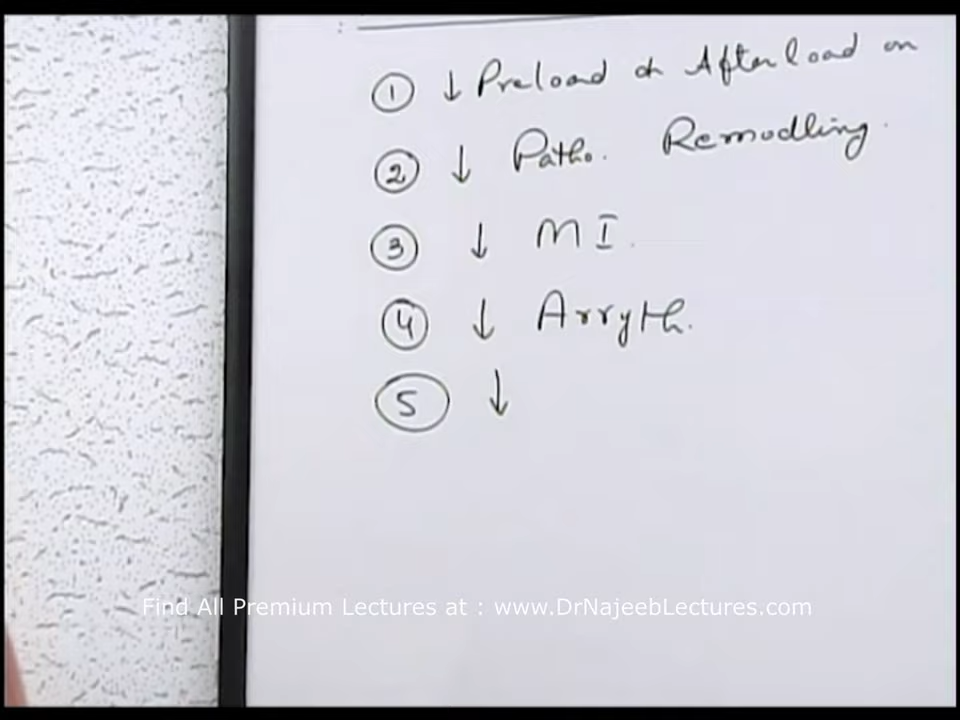 ① ↓ Preload or Afterload on
② ↓ Patho. Remodling.
③ ↓ MI.
④ ↓ Arryth.
⑤ ↓
Find All Premium Lectures at : www.DrNajeebLectures.com